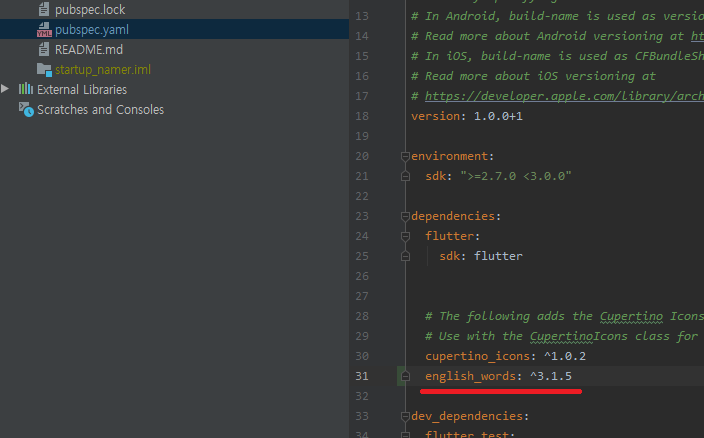 pubspec.lock
pubspec.yaml
README.md
startup_namer.iml
External Libraries
Scratches and Consoles
13 # In Android, build-name is used as versio
14 # Read more about Android versioning at ht
15 # In iOS, build-name is used as CFBundleSh
16 # Read more about iOS versioning at
17 # https://developer.apple.com/library/arch
18 version: 1.0.0+1
19
20 environment:
21 sdk: ">=2.7.0 <3.0.0"
22
23 dependencies:
24 flutter:
25 sdk: flutter
26
27
28 # The following adds the Cupertino Icons
29 # Use with the CupertinoIcons class for
30 cupertino_icons: ^1.0.2
31 english_words: ^3.1.5
32
33 dev_dependencies:
34 flutter_test: